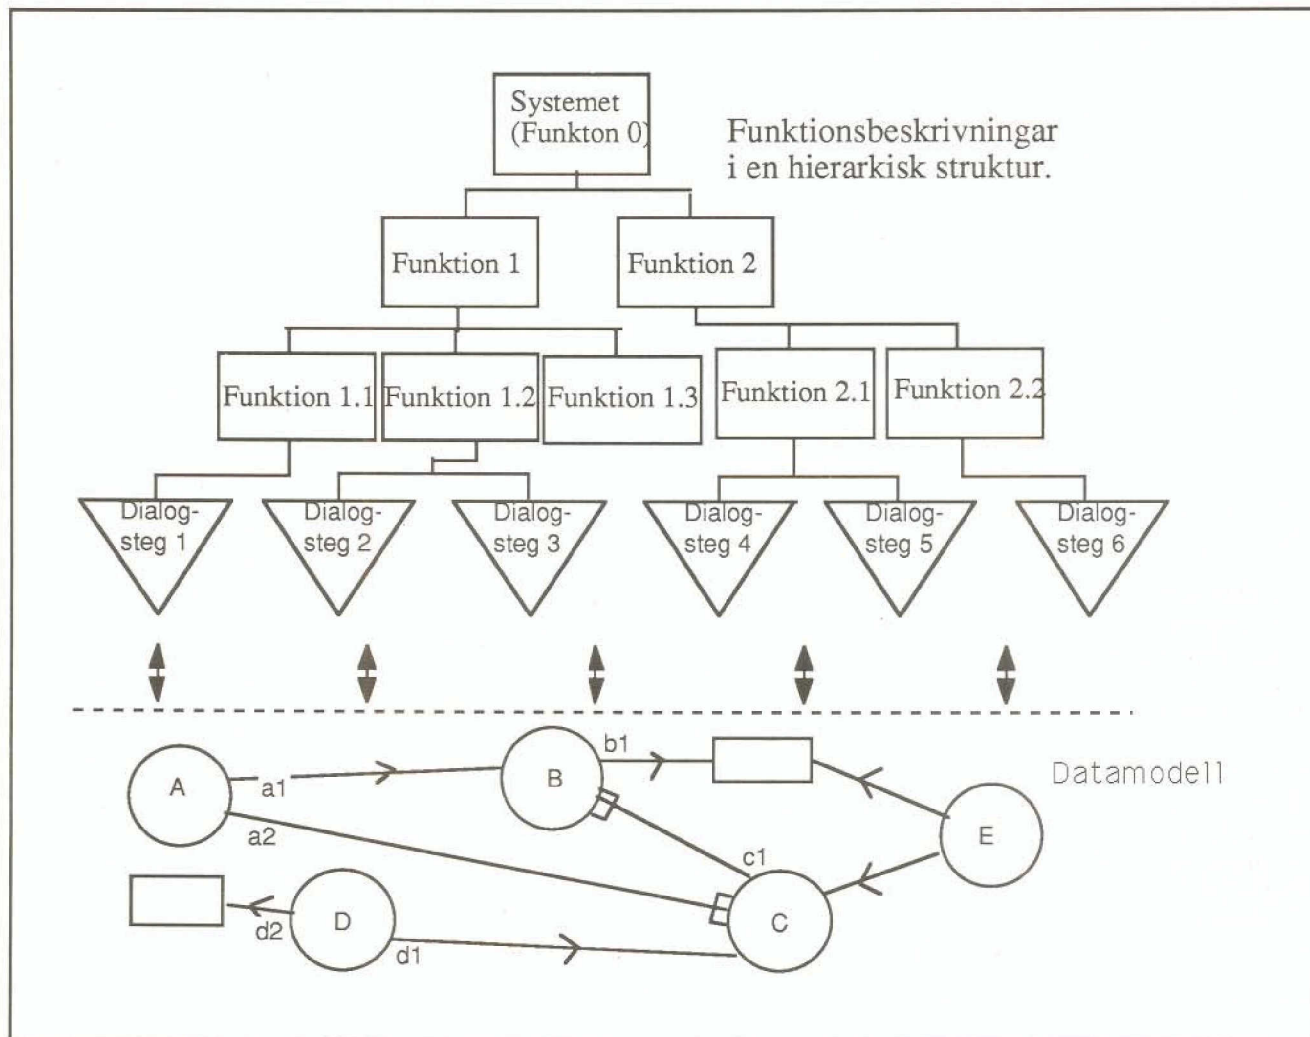 Systemet
(Funkton 0)
Funktionsbeskrivningar
i en hierarkisk struktur.
Funktion 1
Funktion 2
Funktion 1.1
Funktion 1.2
Funktion 1.3
Funktion 2.1
Funktion 2.2
Dialog-
steg 1
Dialog-
steg 2
Dialog-
steg 3
Dialog-
steg 4
Dialog-
steg 5
Dialog-
steg 6
A
a1
a2
B
b1
Datamodell
E
c1
C
D
d2
d1